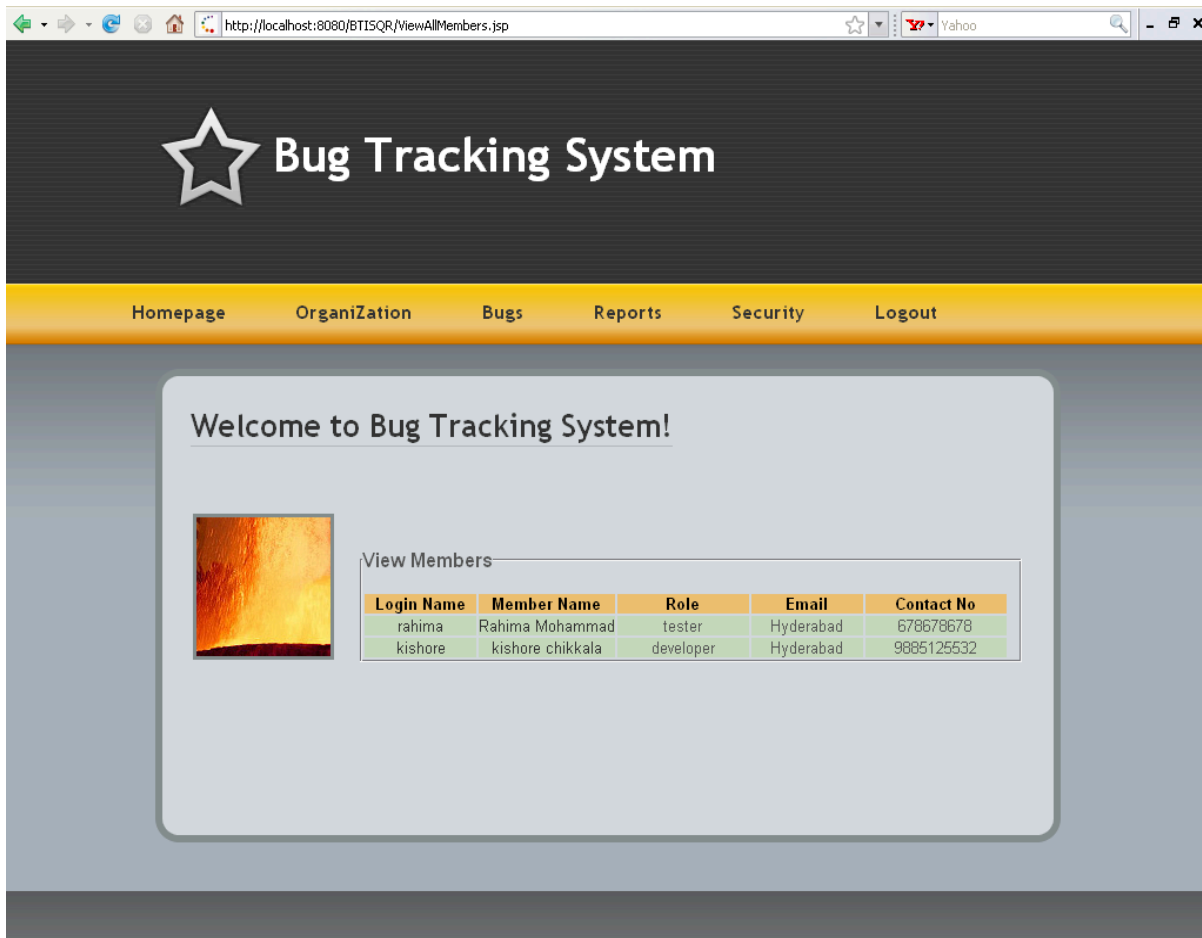 http://localhost:8080/BTISQR/ViewAllMembers.jsp Yahoo
Bug Tracking System
Homepage OrganiZation Bugs Reports Security Logout
Welcome to Bug Tracking System!
View Members
Login Name Member Name Role Email Contact No
rahima Rahima Mohammad tester Hyderabad 678678678
kishore kishore chikkala developer Hyderabad 9885125532